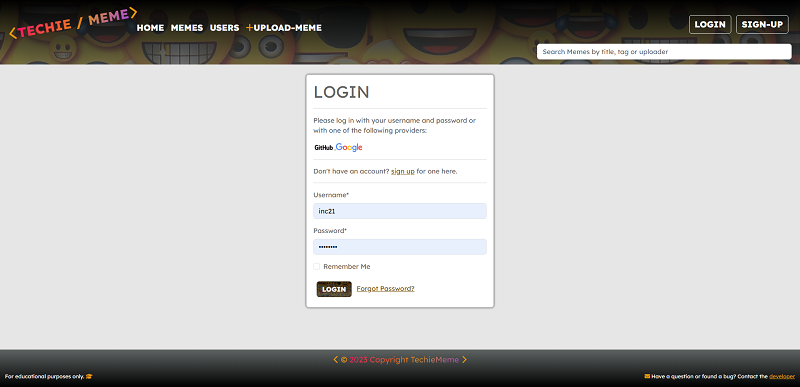 <TECHIE / MEME>
HOME MEMES USERS +UPLOAD-MEME
LOGIN SIGN-UP
Search Memes by title, tag or uploader
LOGIN
Please log in with your username and password or
with one of the following providers:
GitHub Google
Don't have an account? sign up for one here.
Username*
inc21
Password*
••••••••
Remember Me
LOGIN Forgot Password?
< © 2023 Copyright TechieMeme >
For educational purposes only.
Have a question or found a bug? Contact the developer